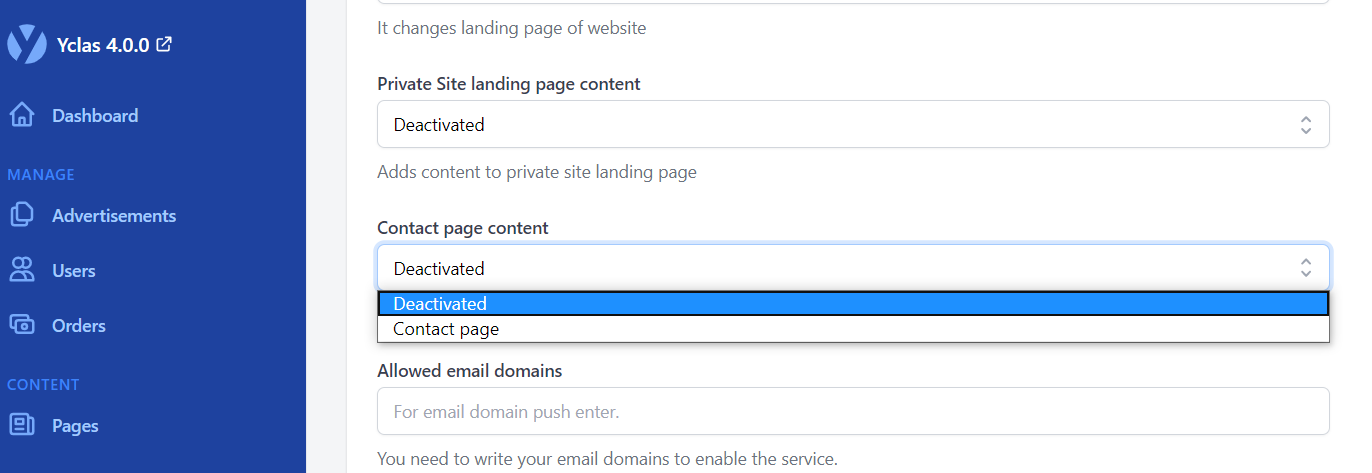 Yclas 4.0.0
Dashboard
MANAGE
Advertisements
Users
Orders
CONTENT
Pages
It changes landing page of website
Private Site landing page content
Deactivated
Adds content to private site landing page
Contact page content
Deactivated
Deactivated
Contact page
Allowed email domains
For email domain push enter.
You need to write your email domains to enable the service.